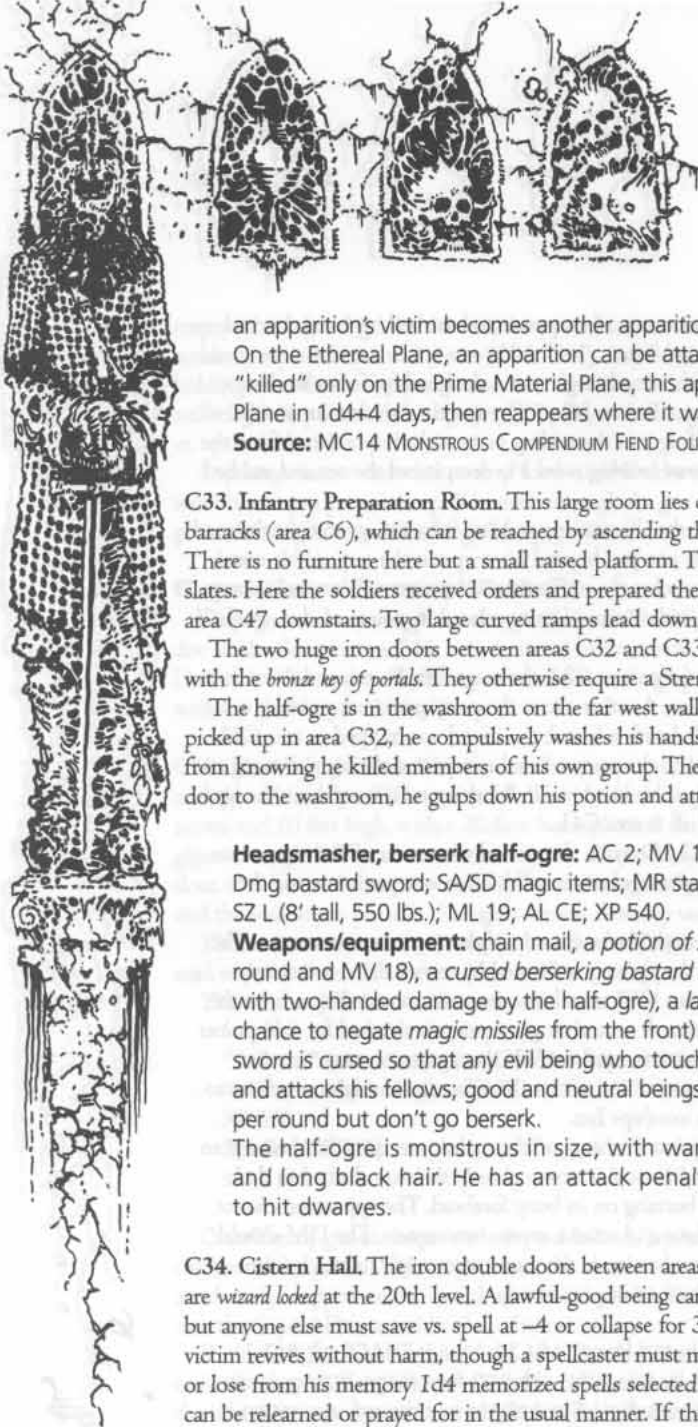 an apparition's victim becomes another apparition
On the Ethereal Plane, an apparition can be atta
"killed" only on the Prime Material Plane, this ap
Plane in 1d4+4 days, then reappears where it w
Source: MC14 MONSTROUS COMPENDIUM FIEND FOL
C33. Infantry Preparation Room. This large room lies
barracks (area C6), which can be reached by ascending th
There is no furniture here but a small raised platform. T
slates. Here the soldiers received orders and prepared the
area C47 downstairs. Two large curved ramps lead down
The two huge iron doors between areas C32 and C33
with the bronze key of portals. They otherwise require a Stren
The half-ogre is in the washroom on the far west wall
picked up in area C32, he compulsively washes his hands
from knowing he killed members of his own group. The
door to the washroom, he gulps down his potion and att
Headsmasher, berserk half-ogre: AC 2; MV 1
Dmg bastard sword; SA/SD magic items; MR sta
SZ L (8' tall, 550 lbs.); ML 19; AL CE; XP 540.
Weapons/equipment: chain mail, a potion of
round and MV 18), a cursed berserking bastard
with two-handed damage by the half-ogre), a la
chance to negate magic missiles from the front)
sword is cursed so that any evil being who touch
and attacks his fellows; good and neutral beings
per round but don't go berserk.
The half-ogre is monstrous in size, with war
and long black hair. He has an attack penal
to hit dwarves.
C34. Cistern Hall. The iron double doors between areas
are wizard locked at the 20th level. A lawful-good being can
but anyone else must save vs. spell at –4 or collapse for 3
victim revives without harm, though a spellcaster must m
or lose from his memory 1d4 memorized spells selected
can be relearned or prayed for in the usual manner. If th